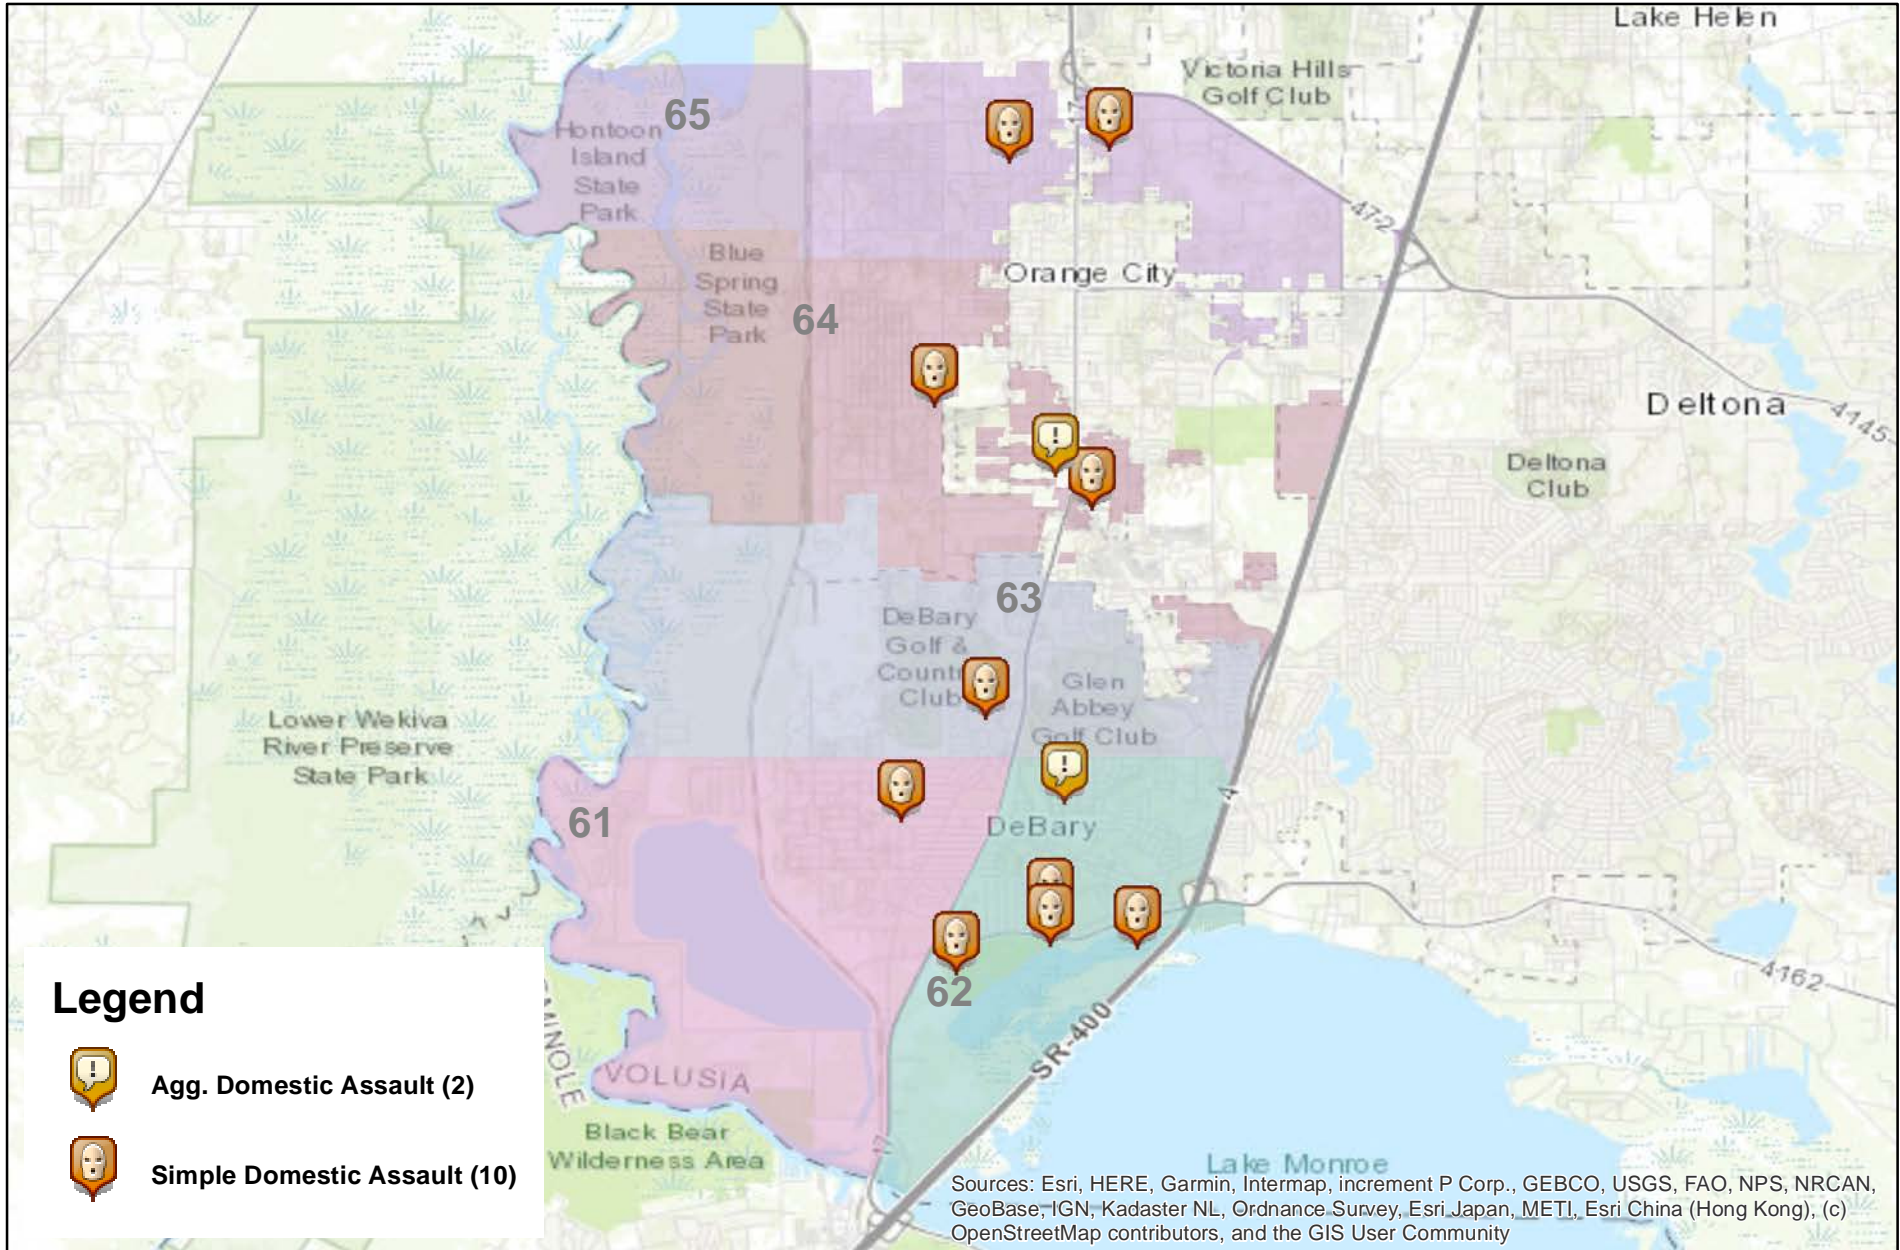 Lake Helen
Victoria Hills
Golf Club
17
65
Hontoon
Island
State
Park
472
Blue
Spring
State
Park
Orange City
64
Deltona
4145
Deltona
Club
63
DeBary
Golf &
Club
Glen
Abbey
Golf Club
Lower Wekiva
River Preserve
State Park
4
61
DeBary
62
4162
SR-400
VOLUSIA
17
Black Bear
Wilderness Area
Lake Monroe
Legend
! Agg. Domestic Assault (2)
Simple Domestic Assault (10)
Sources: Esri, HERE, Garmin, Intermap, increment P Corp., GEBCO, USGS, FAO, NPS, NRCAN,
GeoBase, IGN, Kadaster NL, Ordnance Survey, Esri Japan, METI, Esri China (Hong Kong), (c)
OpenStreetMap contributors, and the GIS User Community